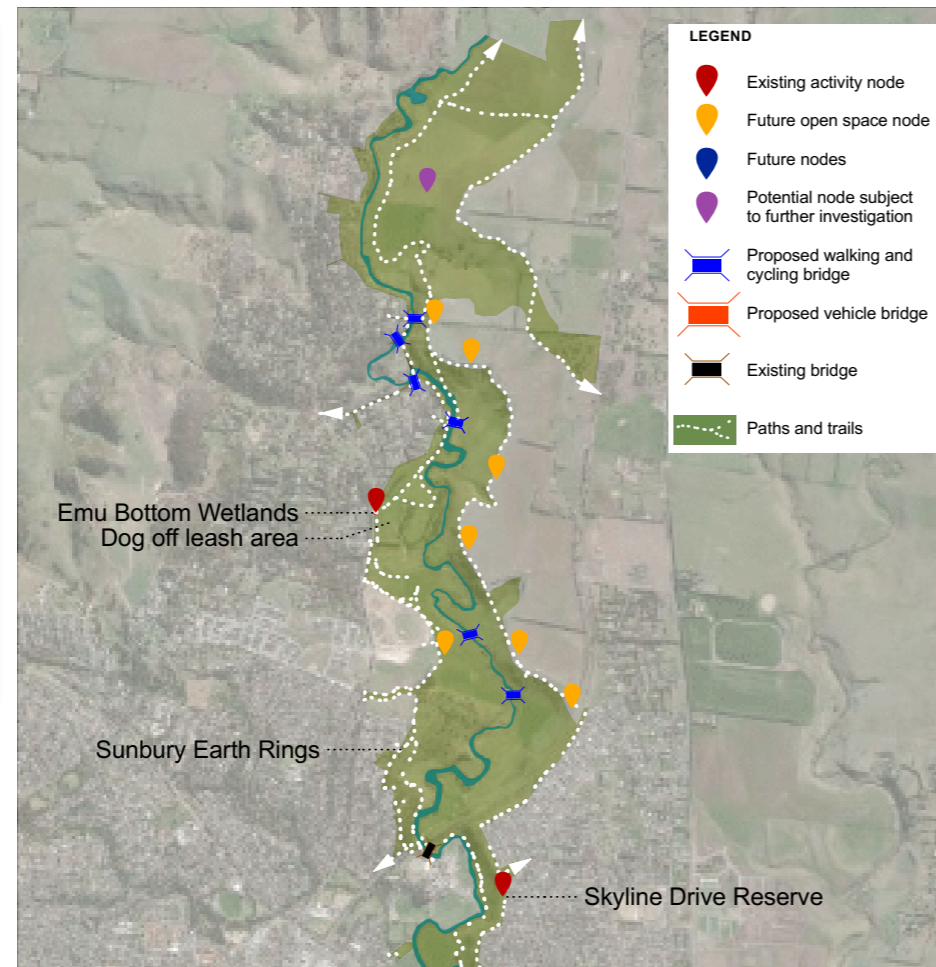 LEGEND
Existing activity node
Future open space node
Future nodes
Potential node subject
to further investigation
Proposed walking and
cycling bridge
Proposed vehicle bridge
Existing bridge
Paths and trails
Emu Bottom Wetlands
Dog off leash area
Sunbury Earth Rings
Skyline Drive Reserve